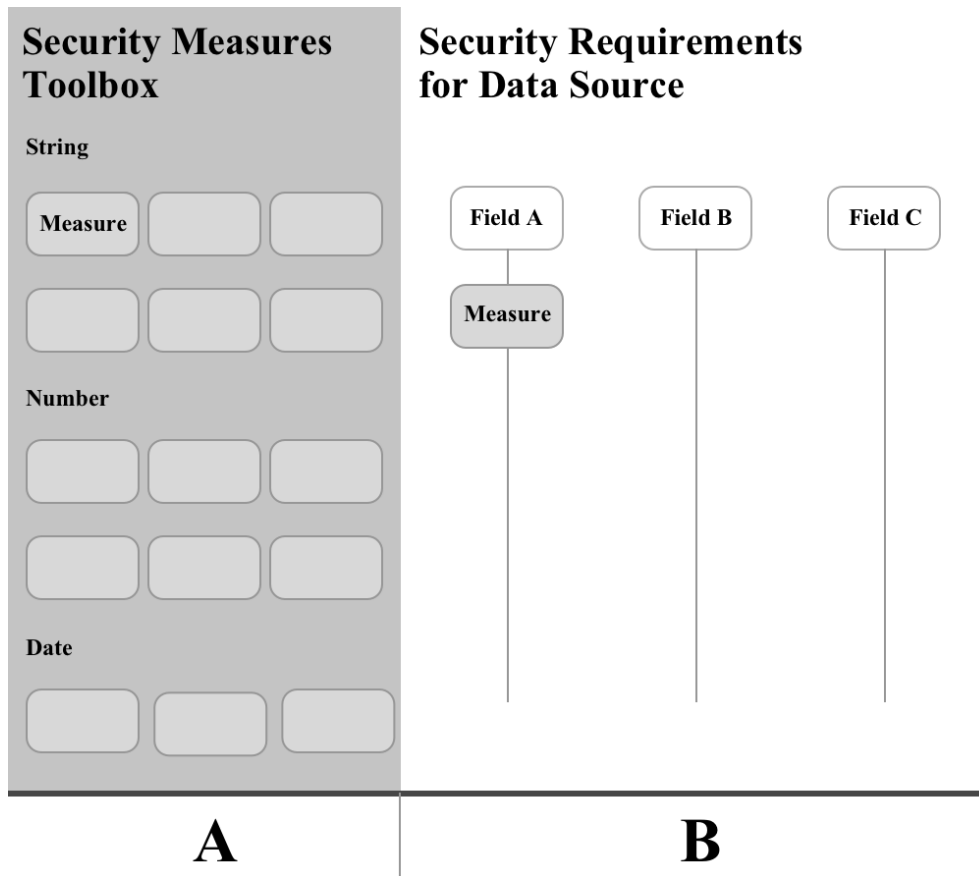 Security Measures
Toolbox
String
Measure
Number
Date
Security Requirements
for Data Source
Field A
Field B
Field C
Measure
A
B